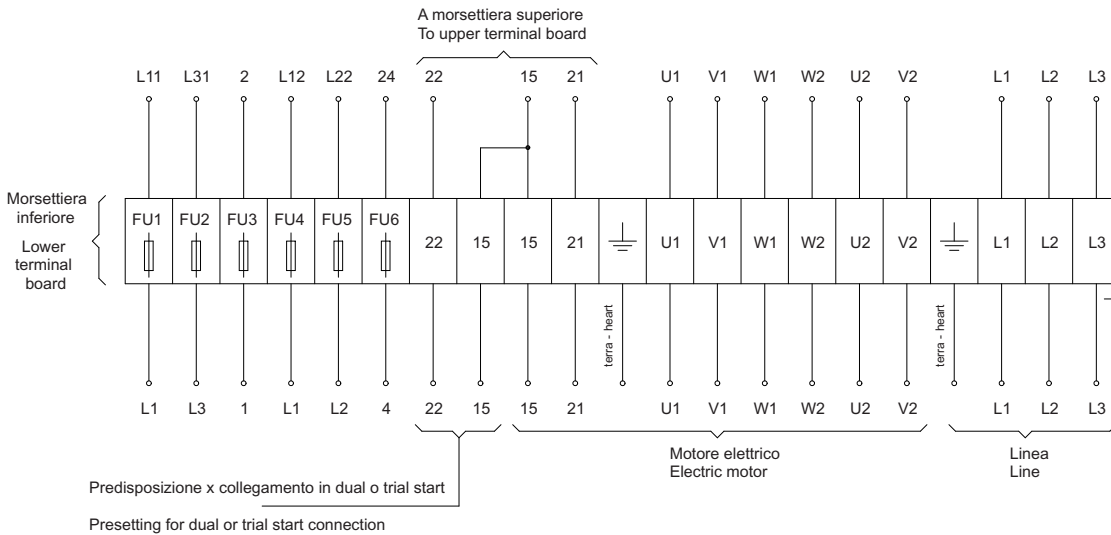 A morsettiera superiore
To upper terminal board
L11 L31 2 L12 L22 24 22 15 21 U1 V1 W1 W2 U2 V2 L1 L2 L3
Morsettiera
inferiore
Lower
terminal
board
FU1 FU2 FU3 FU4 FU5 FU6
22 15 15 21 U1 V1 W1 W2 U2 V2 L1 L2 L3
terra - heart
terra - heart
L1 L3 1 L1 L2 4 22 15 15 21 U1 V1 W1 W2 U2 V2 L1 L2 L3
Motore elettrico
Electric motor
Linea
Line
Predisposizione x collegamento in dual o trial start
Presetting for dual or trial start connection